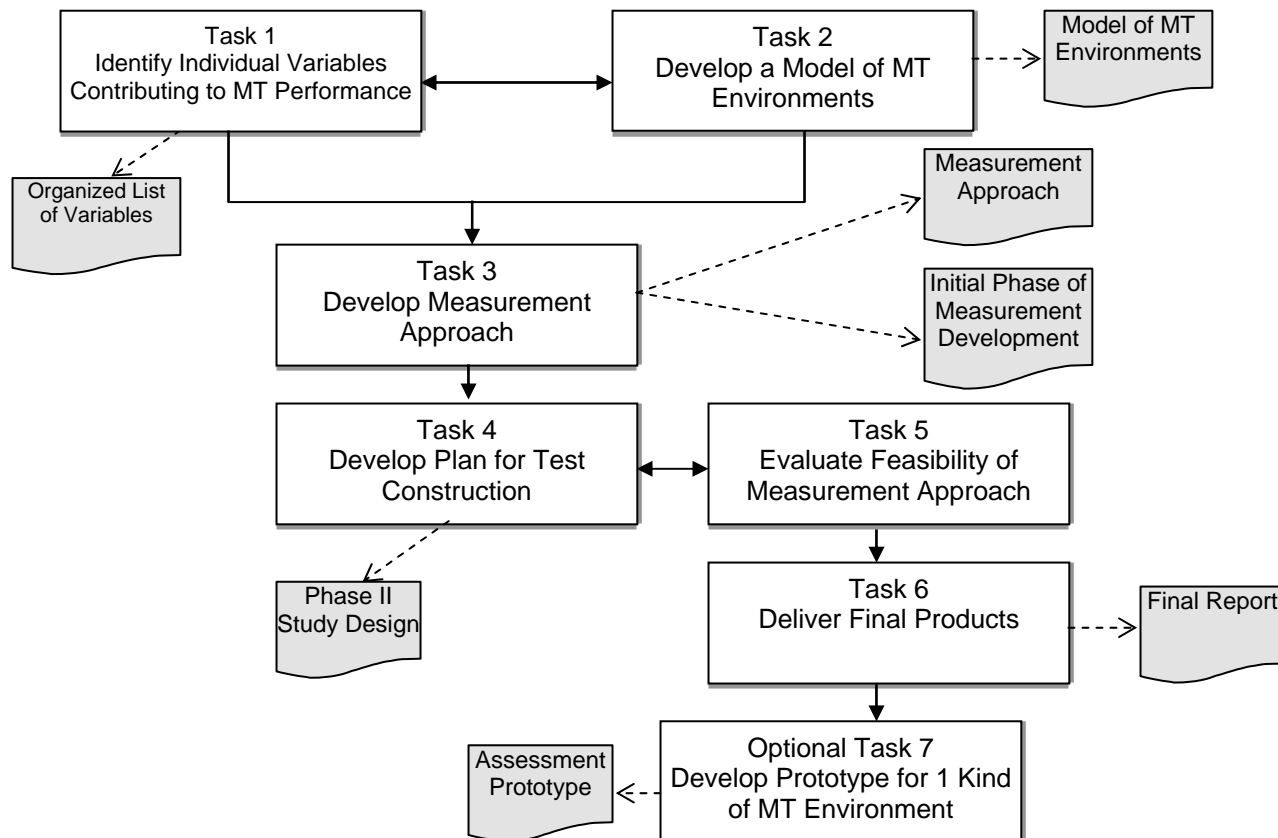 Task 1
Identify Individual Variables
Contributing to MT Performance
Task 2
Develop a Model of MT
Environments
Model of MT
Environments
Organized List
of Variables
Measurement
Approach
Task 3
Develop Measurement
Approach
Initial Phase of
Measurement
Development
Task 4
Develop Plan for Test
Construction
Task 5
Evaluate Feasibility of
Measurement Approach
Phase II
Study Design
Task 6
Deliver Final Products
Final Report
Assessment
Prototype
Optional Task 7
Develop Prototype for 1 Kind
of MT Environment